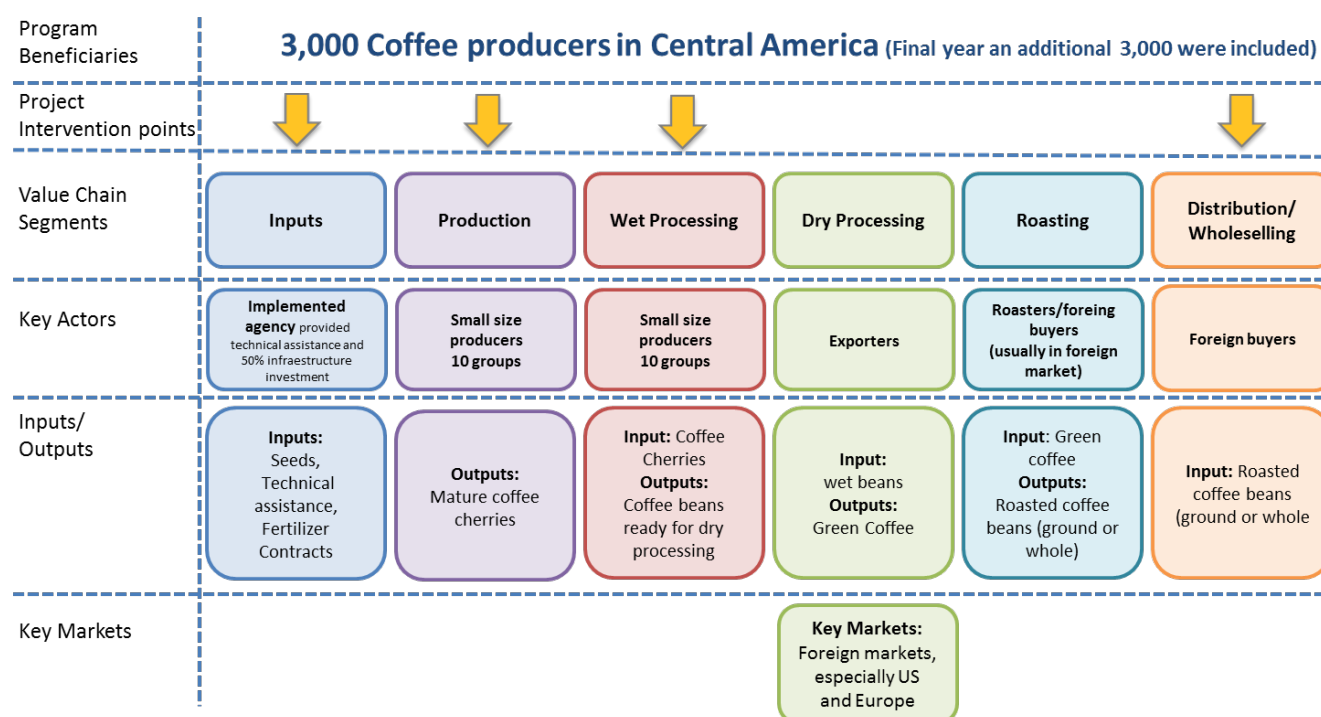 Program
Beneficiaries
3,000 Coffee producers in Central America (Final year an additional 3,000 were included)
Project
Intervention points
Value Chain
Segments
Inputs
Production
Wet Processing
Dry Processing
Roasting
Distribution/
Wholeselling
Key Actors
Implemented
agency provided
technical assistance and
50% infraestructure
investment
Small size
producers
10 groups
Small size
producers
10 groups
Exporters
Roasters/foreing
buyers
(usually in foreign
market)
Foreign buyers
Inputs/
Outputs
Inputs:
Seeds,
Technical
assistance,
Fertilizer
Contracts
Outputs:
Mature coffee
cherries
Input: Coffee
Cherries
Outputs:
Coffee beans
ready for dry
processing
Input:
wet beans
Outputs:
Green Coffee
Input: Green
coffee
Outputs:
Roasted coffee
beans (ground or
whole)
Input: Roasted
coffee beans
(ground or whole
Key Markets
Key Markets:
Foreign markets,
especially US
and Europe